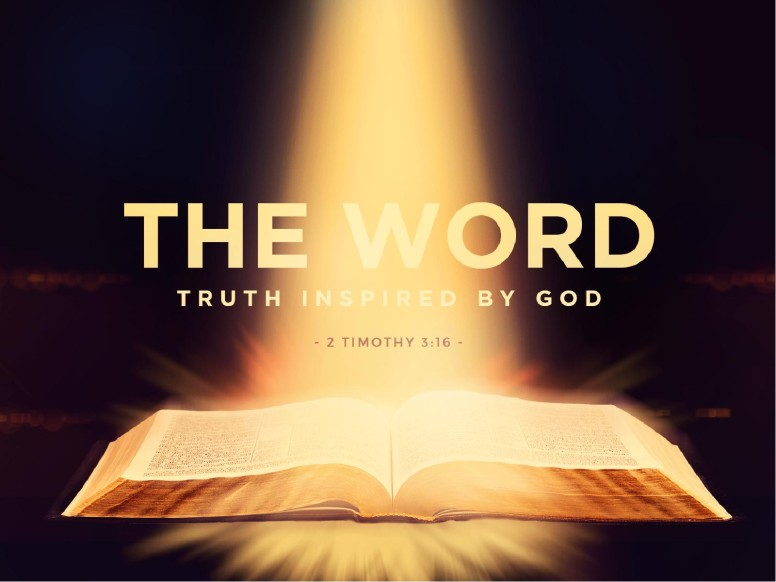 THE WORD
TRUTH INSPIRED BY GOD
- 2 TIMOTHY 3:16 -